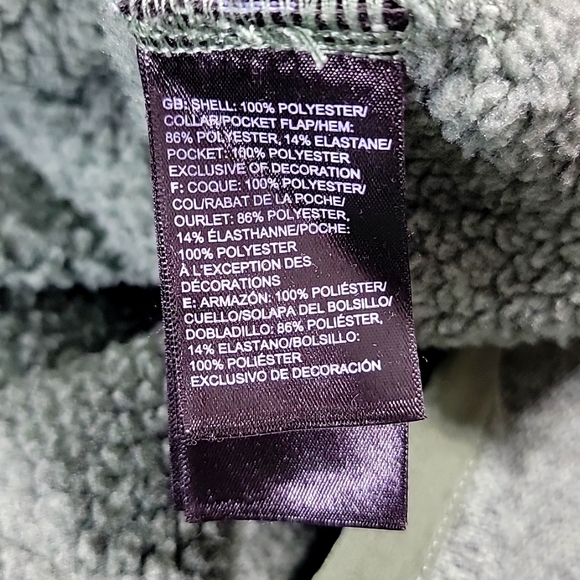 GB: SHELL: 100% POLYESTER/
COLLAR/POCKET FLAP/HEM:
86% POLYESTER, 14% ELASTANE/
POCKET: 100% POLYESTER
EXCLUSIVE OF DECORATION
F: COQUE: 100% POLYESTER/
COU/RABAT DE LA POCHE/
OURLET: 86% POLYESTER,
14% ÉLASTHANNE/POCHE:
100% POLYESTER
À L'EXCEPTION DES
DÉCORATIONS
E: ARMAZÓN: 100% POLIÉSTER/
CUELLO/SOLAPA DEL BOLSILLO/
DOBLADILLO: 86% POLIÉSTER,
14% ELASTANO/BOLSILLO:
100% POLIÉSTER
EXCLUSIVO DE DECORACIÓN